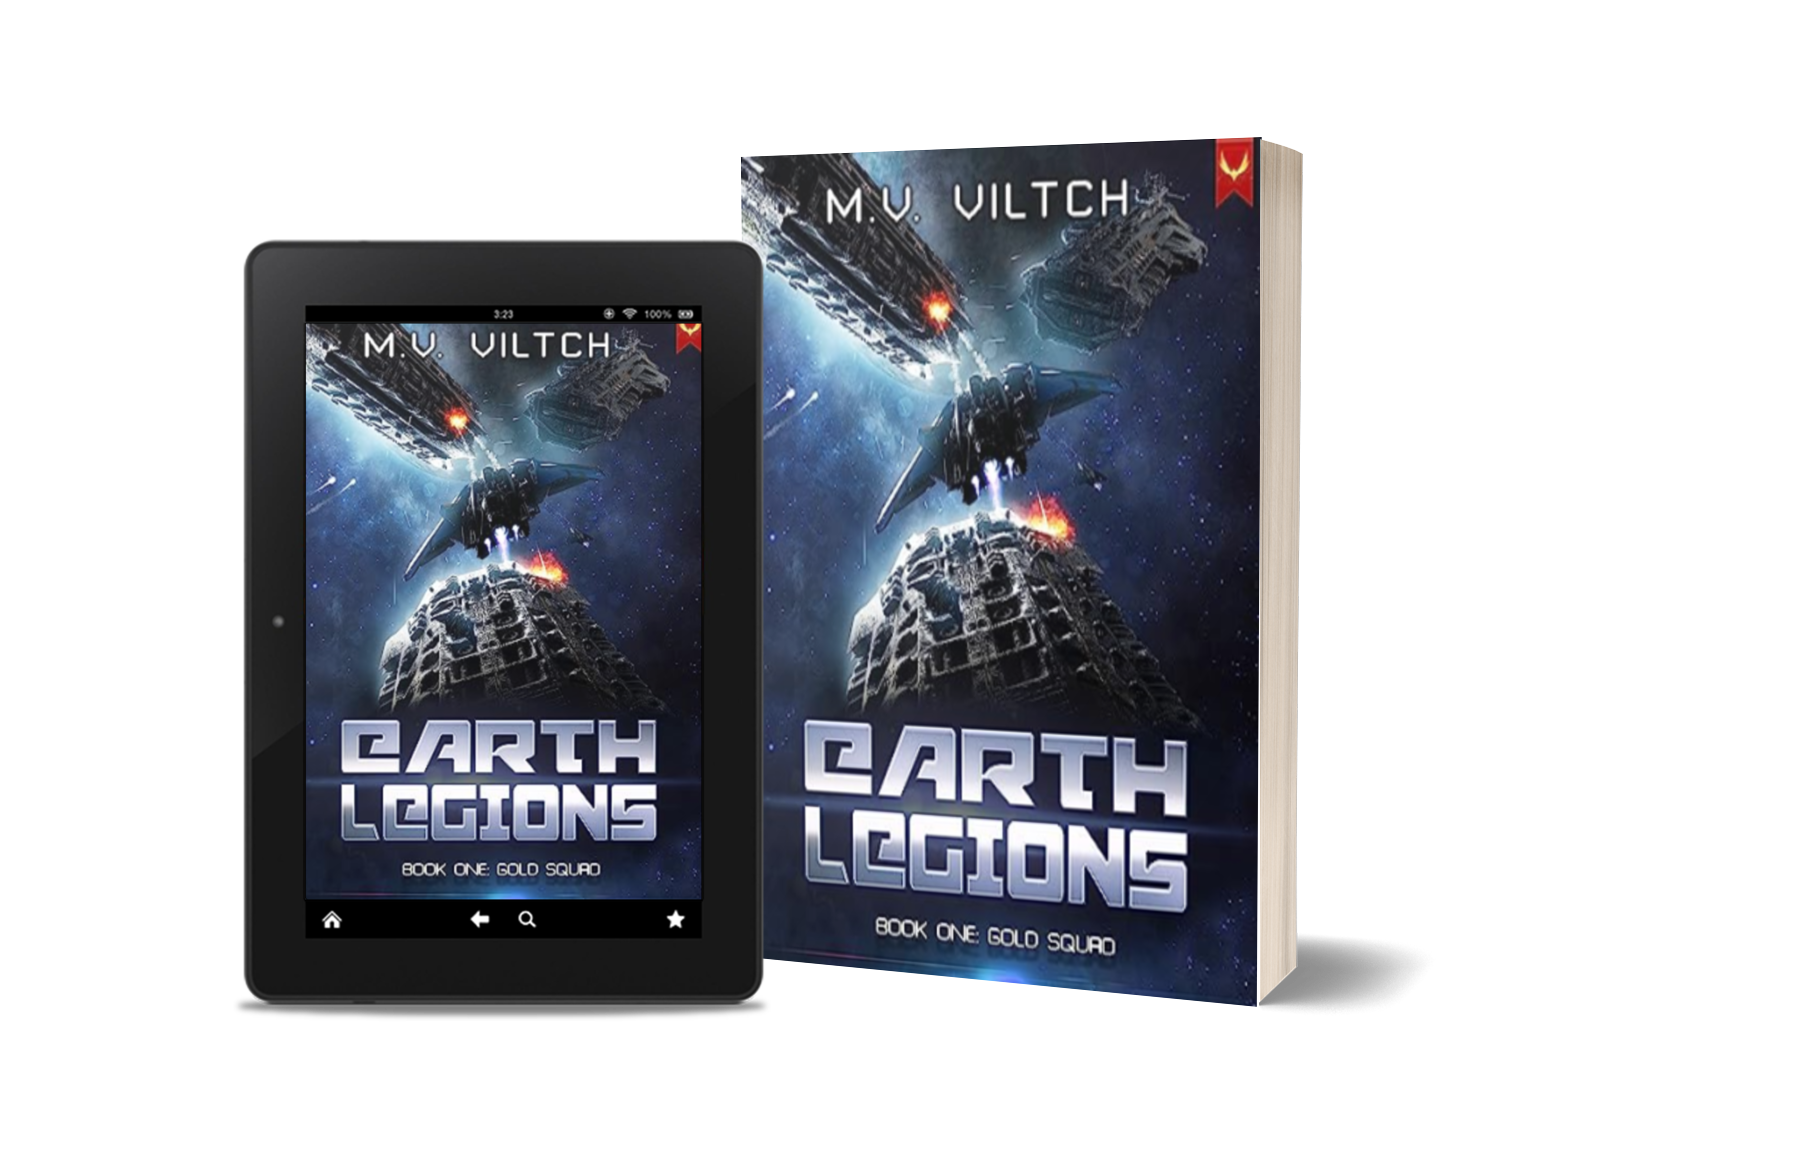 3:23
100%
M.V. VILTCH
EARTH
LEGIONS
BOOK ONE: GOLD SQUAD
M.V. VILTCH
EARTH
LEGIONS
BOOK ONE: GOLD SQUAD